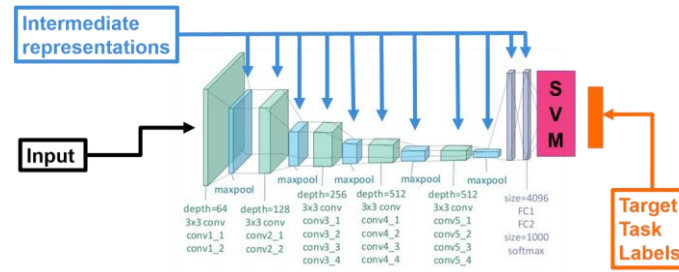 Intermediate
representations
Input
maxpool
maxpool
maxpool
maxpool
maxpool
depth=64
3x3 conv
conv1_1
conv1_2
depth=128
3x3 conv
conv2_1
conv2_2
depth=256
3x3 conv
conv3_1
conv3_2
conv3_3
conv3_4
depth=512
3x3 conv
conv4_1
conv4_2
conv4_3
conv4_4
depth=512
3x3 conv
conv5_1
conv5_2
conv5_3
conv5_4
size=4096
FC1
FC2
size=1000
softmax
S
V
M
Target
Task
Labels